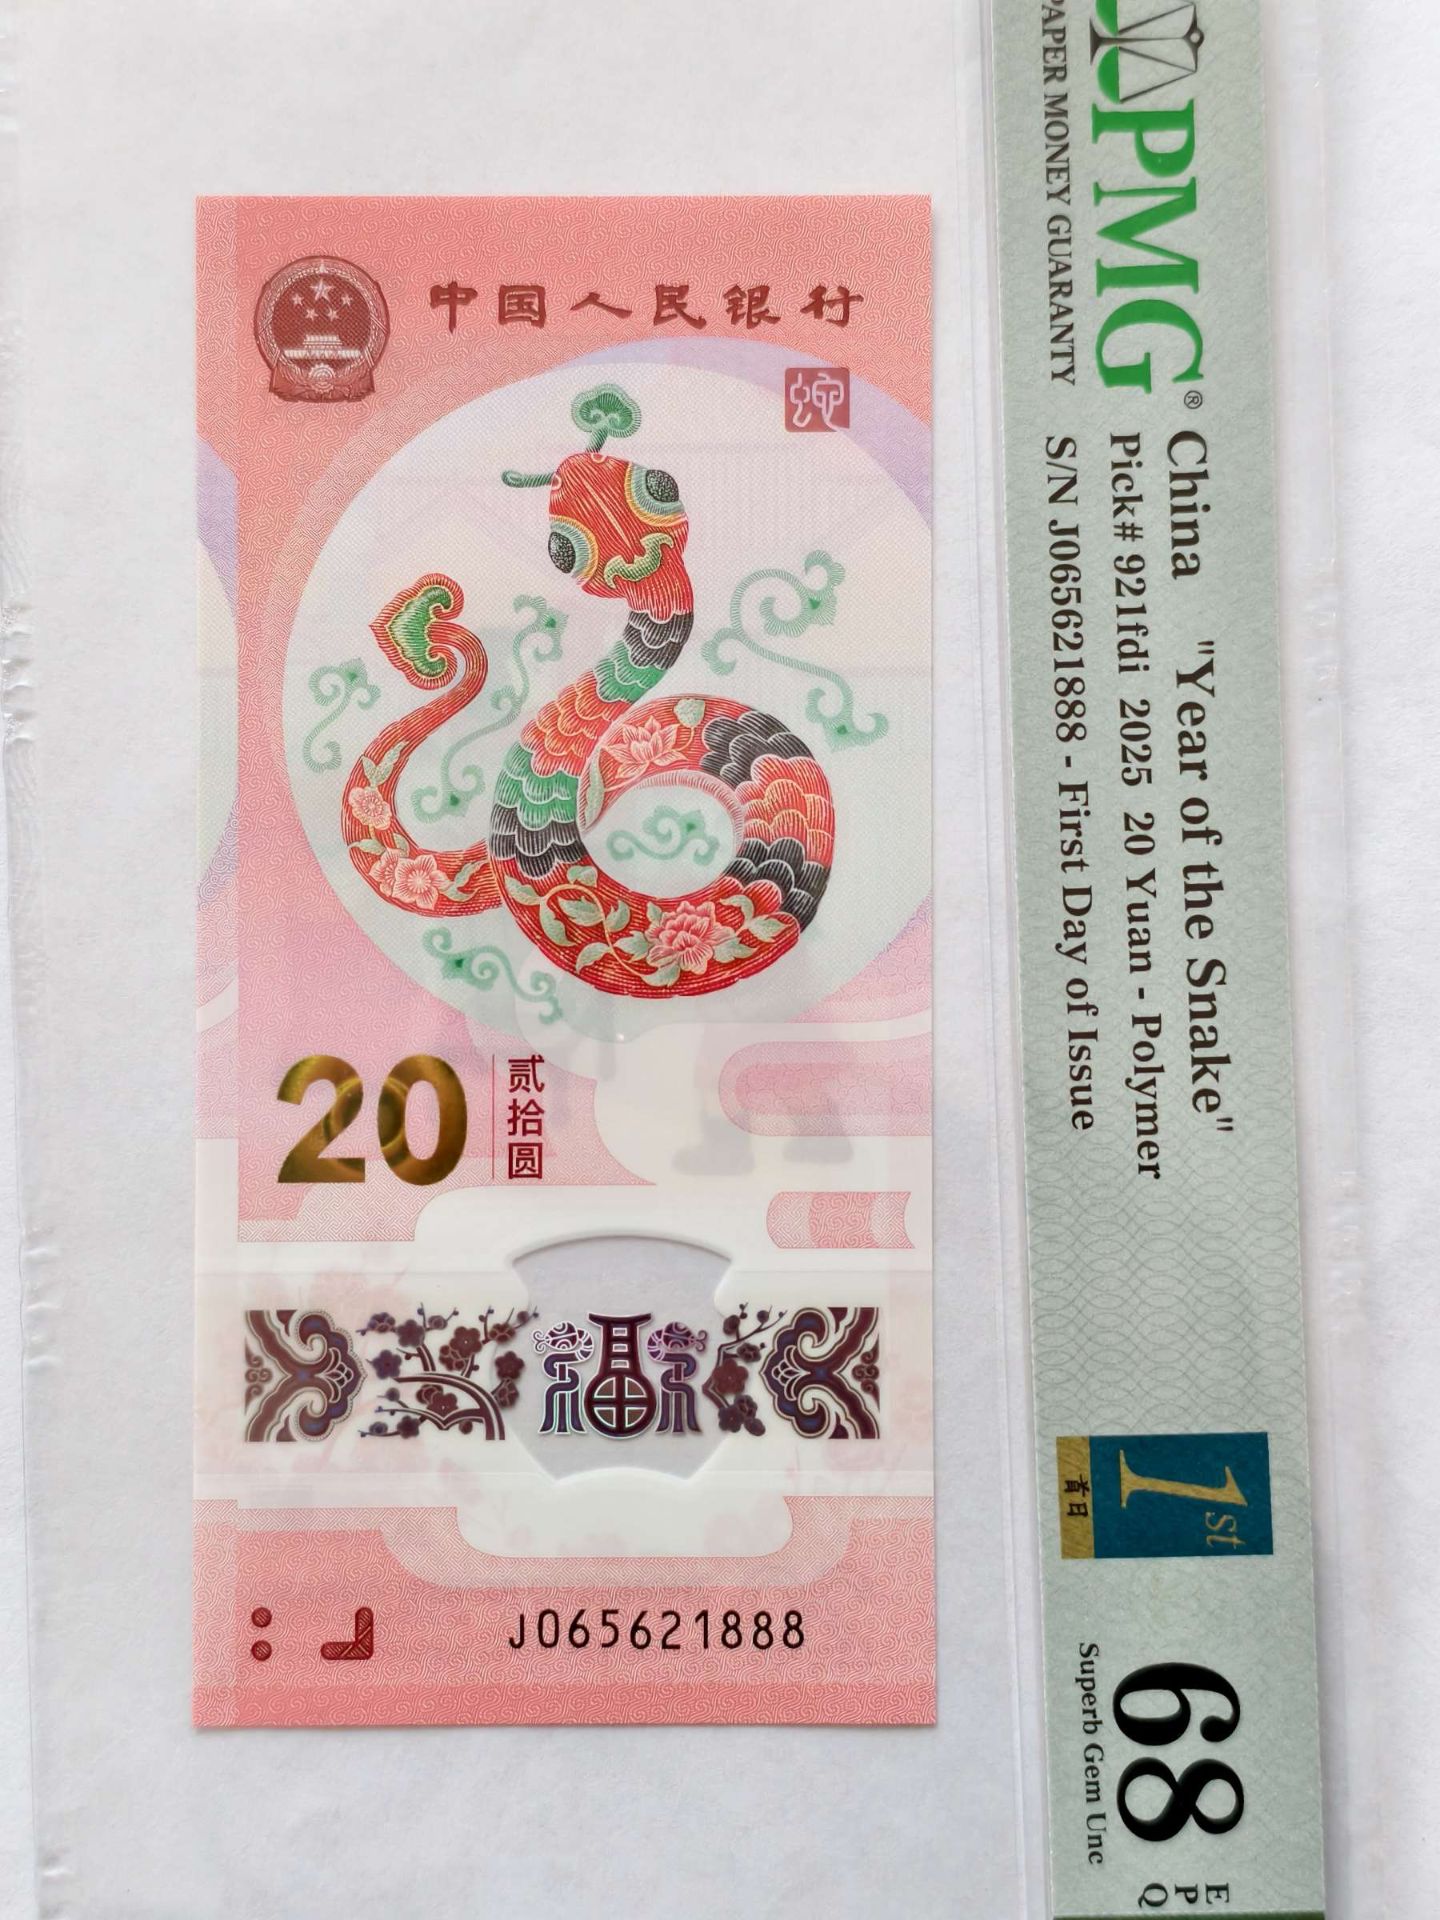 中国人民银行
蛇
20
贰拾圆
福
J065621888
PMG®
PAPER MONEY GUARANTY
China "Year of the Snake"
Pick# 921fdi 2025 20 Yuan - Polymer
S/N J065621888 - First Day of Issue
1st
首日
68
EPQ
Superb Gem Unc